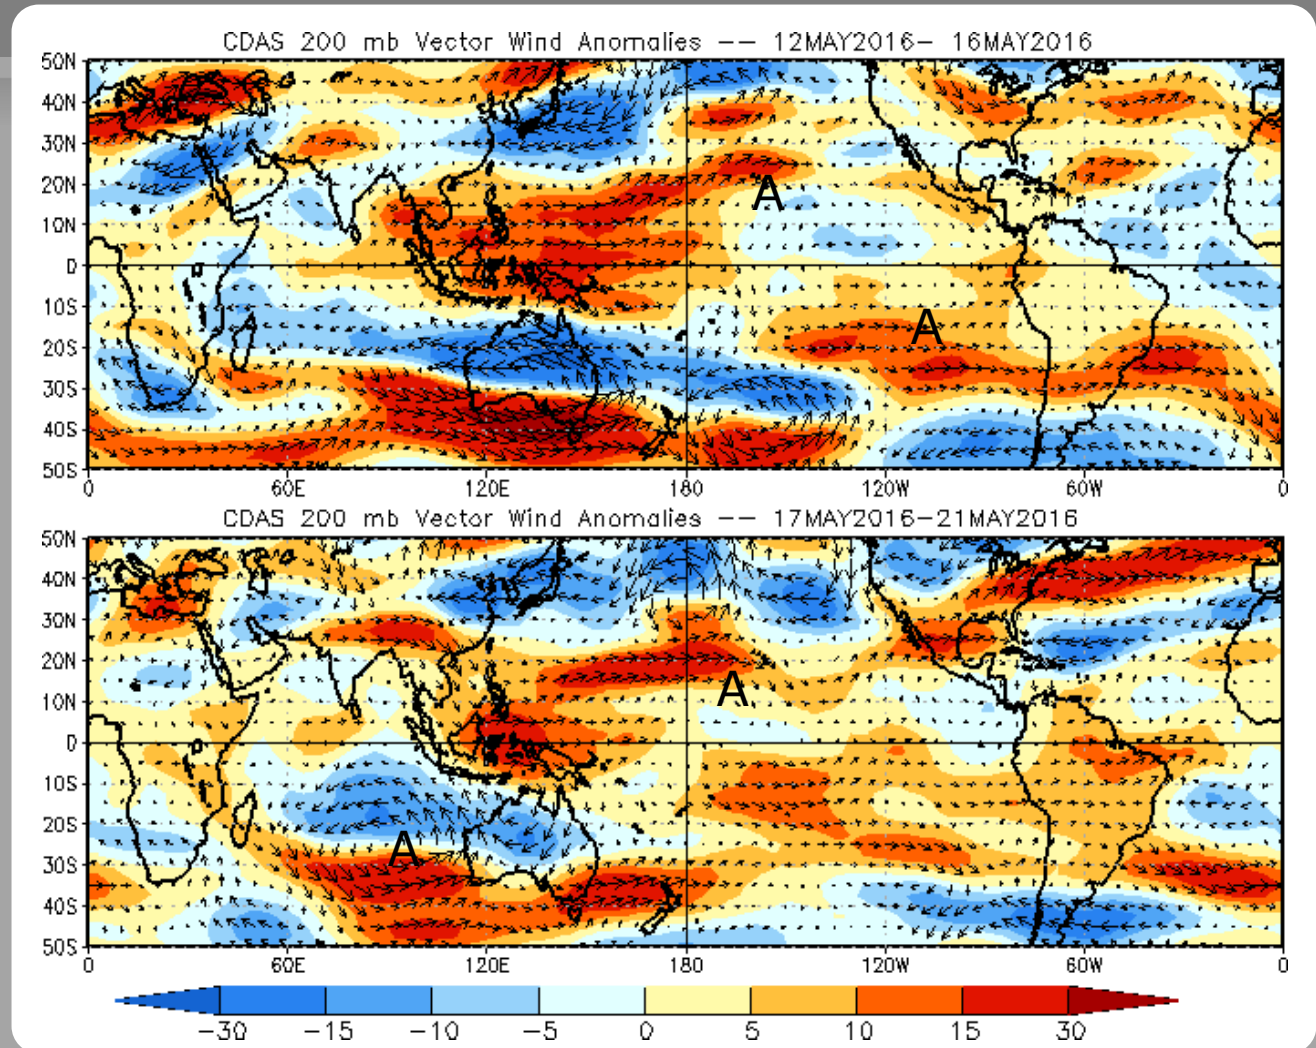 CDAS 200 mb Vector Wind Anomalies -- 12MAY2016- 16MAY2016
50N
40N
30N
20N
10N
0
10S
20S
30S
40S
50S
A
A
0 60E 120E 180 120W 60W 0
CDAS 200 mb Vector Wind Anomalies -- 17MAY2016-21MAY2016
50N
40N
30N
20N
10N
0
10S
20S
30S
40S
50S
A
A
0 60E 120E 180 120W 60W 0
-30 -15 -10 -5 0 5 10 15 30